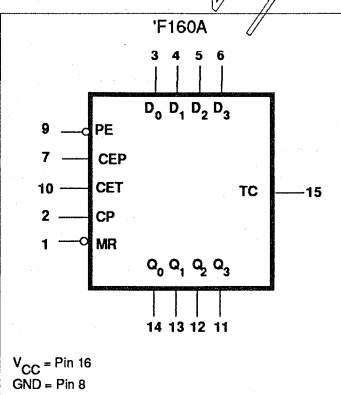 'F160A
3 4 5 6
D0 D1 D2 D3
9 PE
7 CEP
10 CET
TC 15
2 CP
1 MR
Q0 Q1 Q2 Q3
14 13 12 11
VCC = Pin 16
GND = Pin 8